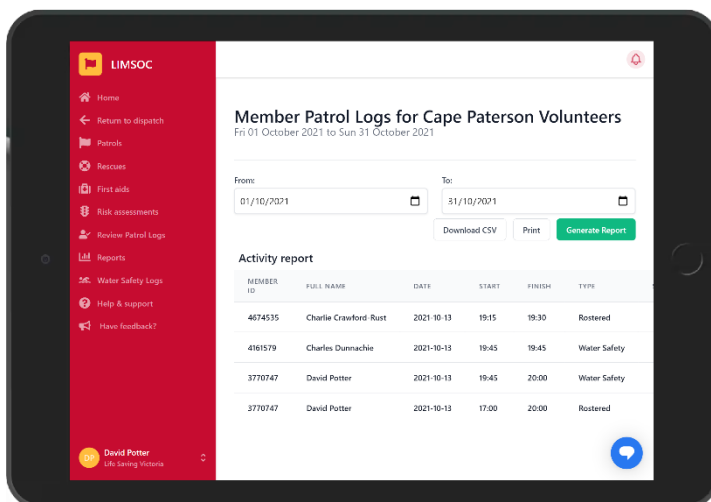 LIMSOC
Home
Return to dispatch
Patrols
Rescues
First aids
Risk assessments
Review Patrol Logs
Reports
Water Safety Logs
Help & support
Have feedback?
DP
David Potter
Life Saving Victoria
Member Patrol Logs for Cape Paterson Volunteers
Fri 01 October 2021 to Sun 31 October 2021
From: To:
01/10/2021 31/10/2021
Download CSV Print Generate Report
Activity report
MEMBER ID FULL NAME DATE START FINISH TYPE
4674535 Charlie Crawford-Rust 2021-10-13 19:15 19:30 Rostered
4161579 Charles Dunnachie 2021-10-13 19:45 19:45 Water Safety
3770747 David Potter 2021-10-13 19:45 20:00 Water Safety
3770747 David Potter 2021-10-13 17:00 20:00 Rostered